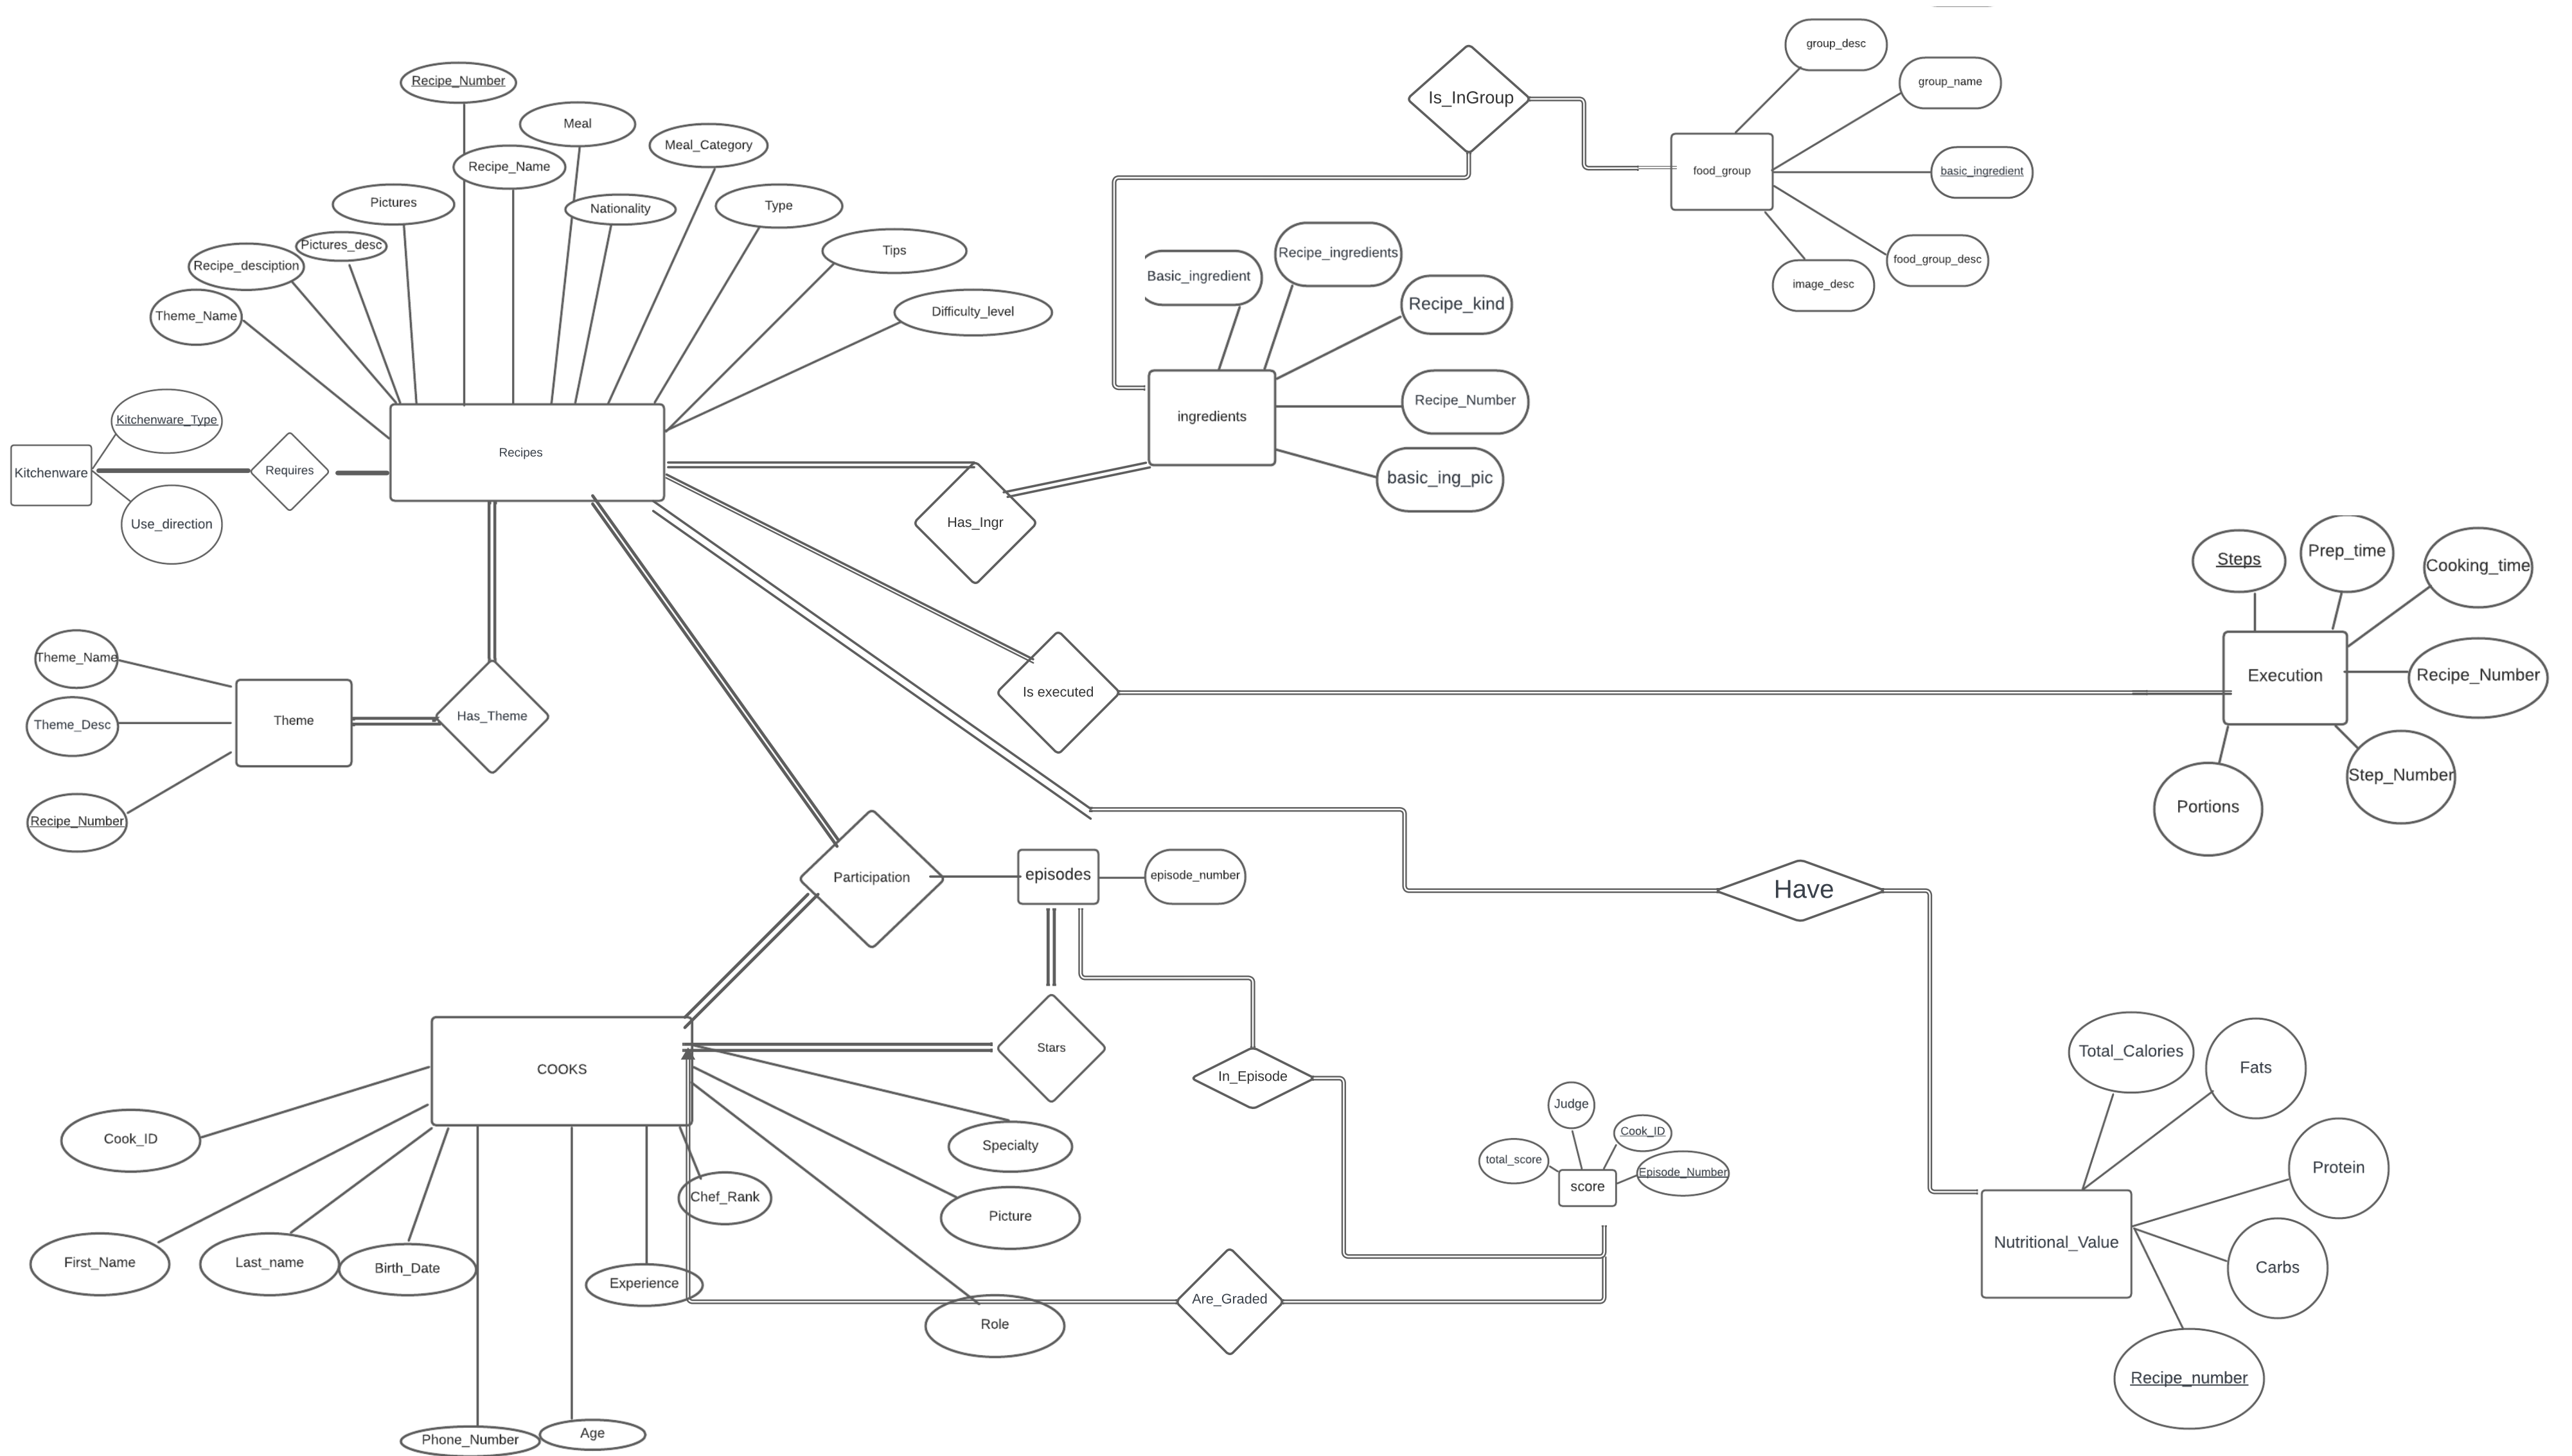 group_desc
group_name
Is_InGroup
food_group
basic_ingredient
food_group_desc
image_desc
Recipe_Number
Meal
Meal_Category
Recipe_Name
Pictures
Nationality
Type
Pictures_desc
Recipe_desciption
Tips
Theme_Name
Difficulty_level
Basic_ingredient
Recipe_ingredients
Recipe_kind
Recipe_Number
ingredients
basic_ing_pic
Kitchenware_Type
Kitchenware
Requires
Recipes
Use_direction
Has_Ingr
Steps
Prep_time
Cooking_time
Execution
Recipe_Number
Step_Number
Portions
Theme_Name
Theme_Desc
Theme
Has_Theme
Recipe_Number
Is executed
Participation
episodes
episode_number
Have
COOKS
Stars
In_Episode
Cook_ID
Specialty
Chef_Rank
Picture
First_Name
Last_name
Birth_Date
Experience
Role
Are_Graded
Phone_Number
Age
Judge
Cook_ID
total_score
Episode_Number
score
Total_Calories
Fats
Protein
Nutritional_Value
Carbs
Recipe_number